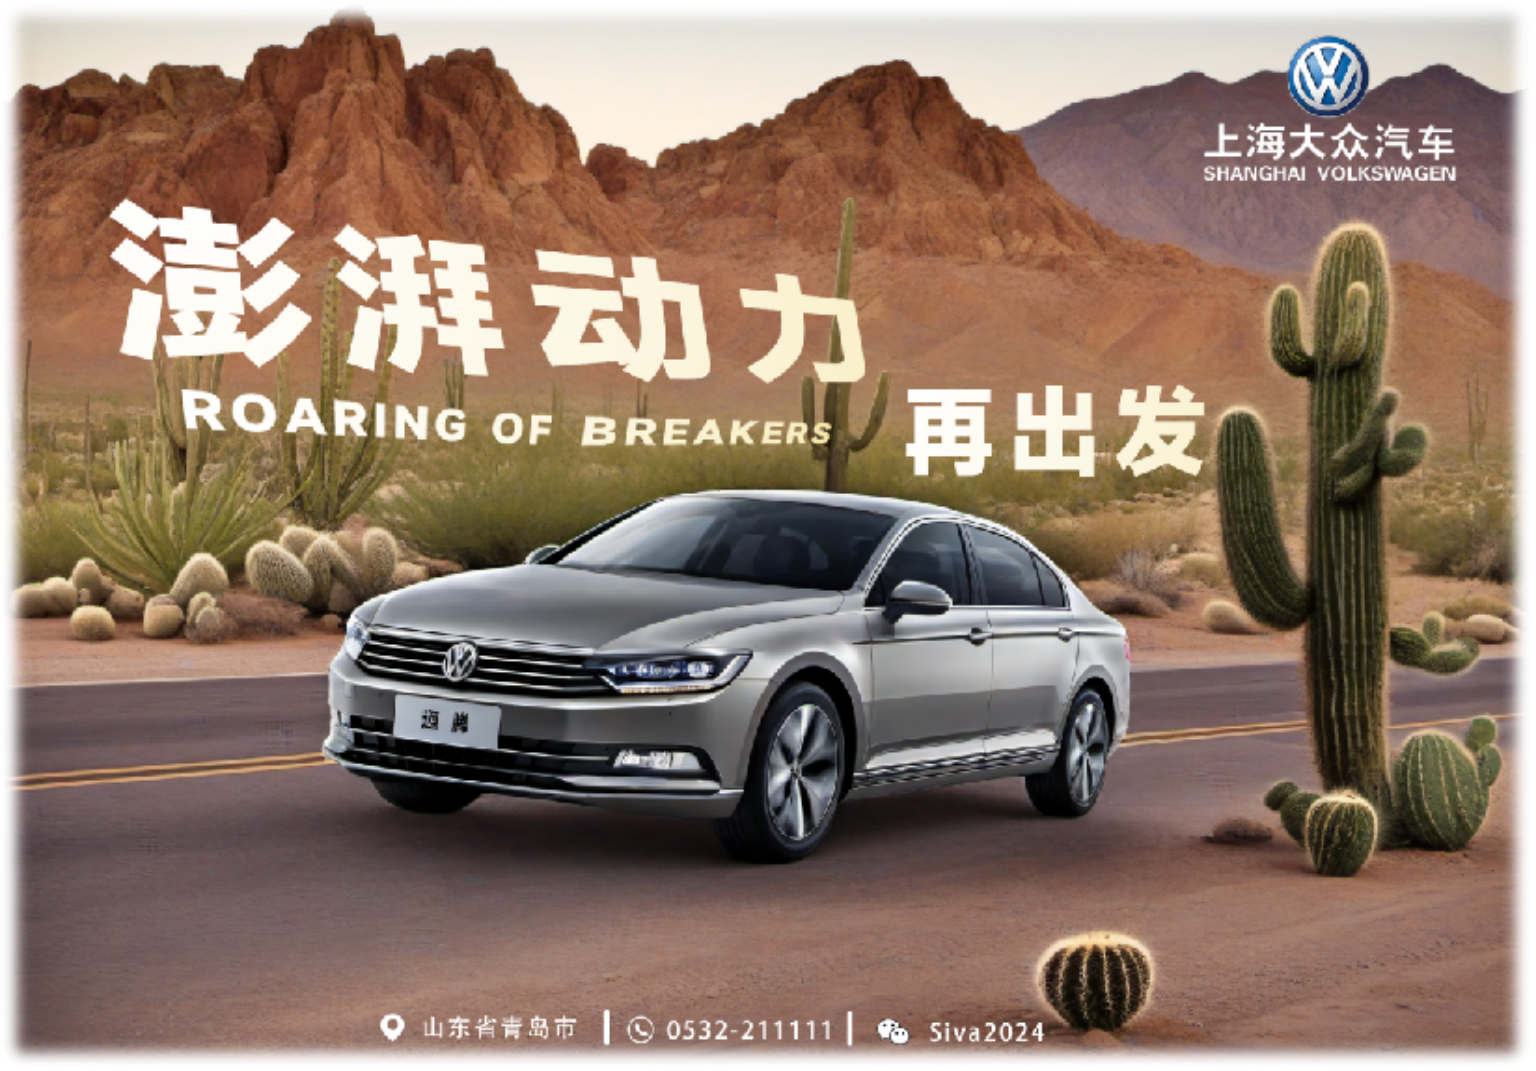 上海大众汽车
SHANGHAI VOLKSWAGEN
澎湃动力
ROARING OF BREAKERS
再出发
迈腾
山东省青岛市 0532-211111 Siva2024